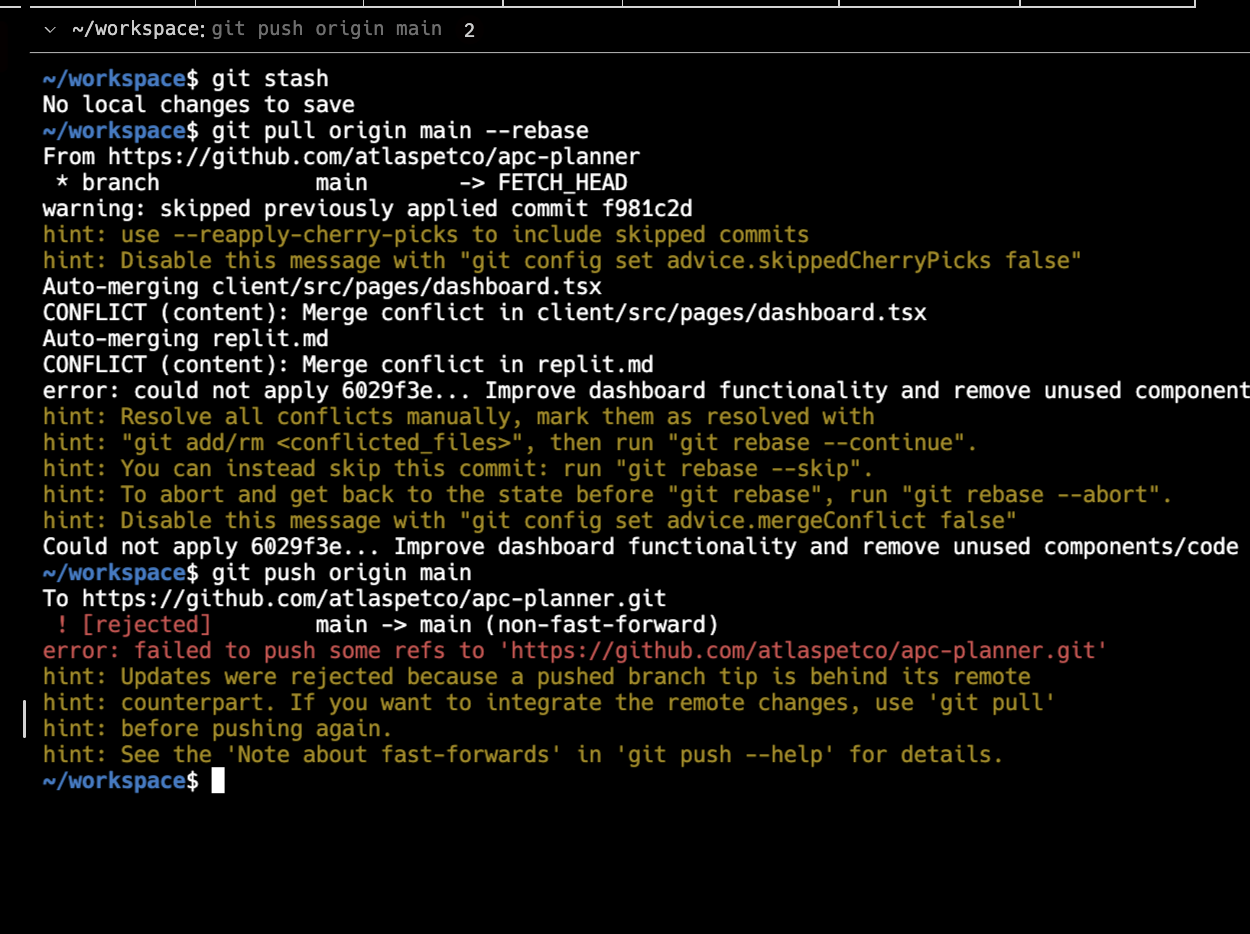 ~/workspace: git push origin main 2
~/workspace$ git stash
No local changes to save
~/workspace$ git pull origin main --rebase
From https://github.com/atlaspetco/apc-planner
 * branch            main       -> FETCH_HEAD
warning: skipped previously applied commit f981c2d
hint: use --reapply-cherry-picks to include skipped commits
hint: Disable this message with "git config set advice.skippedCherryPicks false"
Auto-merging client/src/pages/dashboard.tsx
CONFLICT (content): Merge conflict in client/src/pages/dashboard.tsx
Auto-merging replit.md
CONFLICT (content): Merge conflict in replit.md
error: could not apply 6029f3e... Improve dashboard functionality and remove unused component
hint: Resolve all conflicts manually, mark them as resolved with
hint: "git add/rm <conflicted_files>", then run "git rebase --continue".
hint: You can instead skip this commit: run "git rebase --skip".
hint: To abort and get back to the state before "git rebase", run "git rebase --abort".
hint: Disable this message with "git config set advice.mergeConflict false"
Could not apply 6029f3e... Improve dashboard functionality and remove unused components/code
~/workspace$ git push origin main
To https://github.com/atlaspetco/apc-planner.git
 ! [rejected]        main -> main (non-fast-forward)
error: failed to push some refs to 'https://github.com/atlaspetco/apc-planner.git'
hint: Updates were rejected because a pushed branch tip is behind its remote
hint: counterpart. If you want to integrate the remote changes, use 'git pull'
hint: before pushing again.
hint: See the 'Note about fast-forwards' in 'git push --help' for details.
~/workspace$